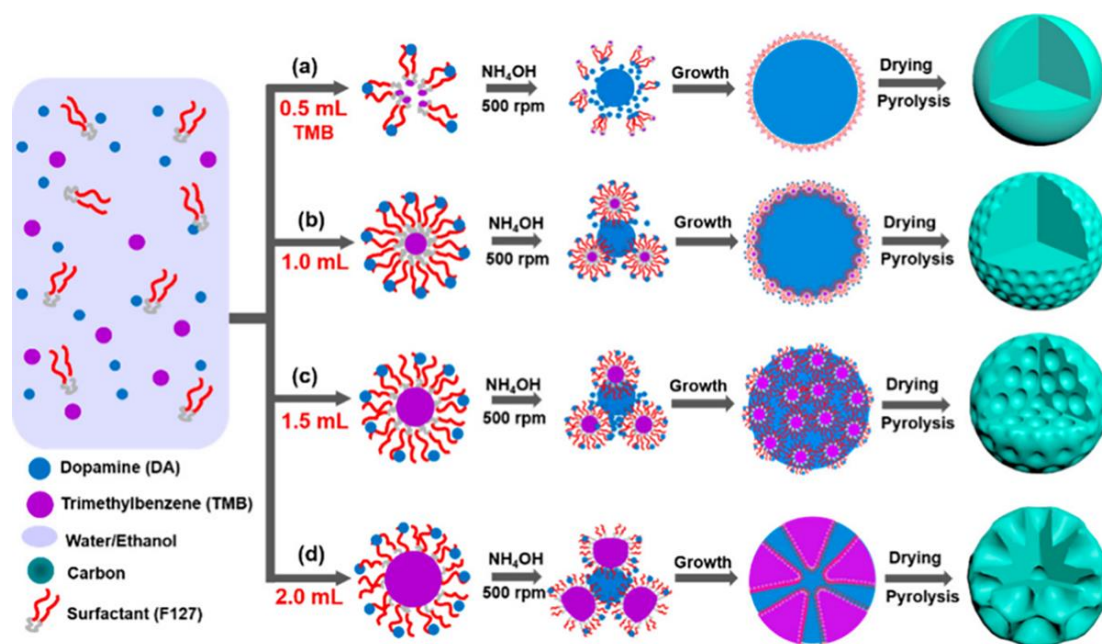 (a)
0.5 mL
TMB
NH₄OH
500 rpm
Growth
Drying
Pyrolysis
(b)
1.0 mL
NH₄OH
500 rpm
Growth
Drying
Pyrolysis
(c)
1.5 mL
NH₄OH
500 rpm
Growth
Drying
Pyrolysis
(d)
2.0 mL
NH₄OH
500 rpm
Growth
Drying
Pyrolysis
Dopamine (DA)
Trimethylbenzene (TMB)
Water/Ethanol
Carbon
Surfactant (F127)